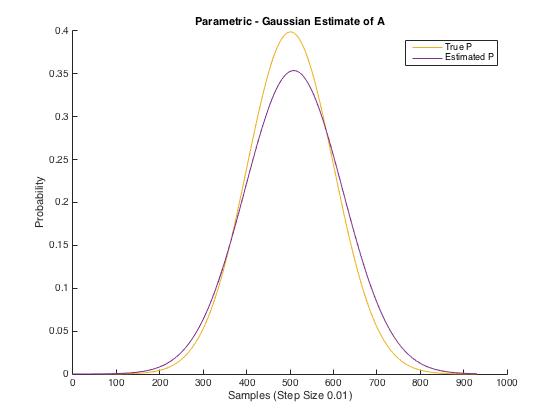 Parametric - Gaussian Estimate of A
True P
Estimated P
0.4
0.35
0.3
0.25
0.2
0.15
0.1
0.05
0
Probability
0 100 200 300 400 500 600 700 800 900 1000
Samples (Step Size 0.01)